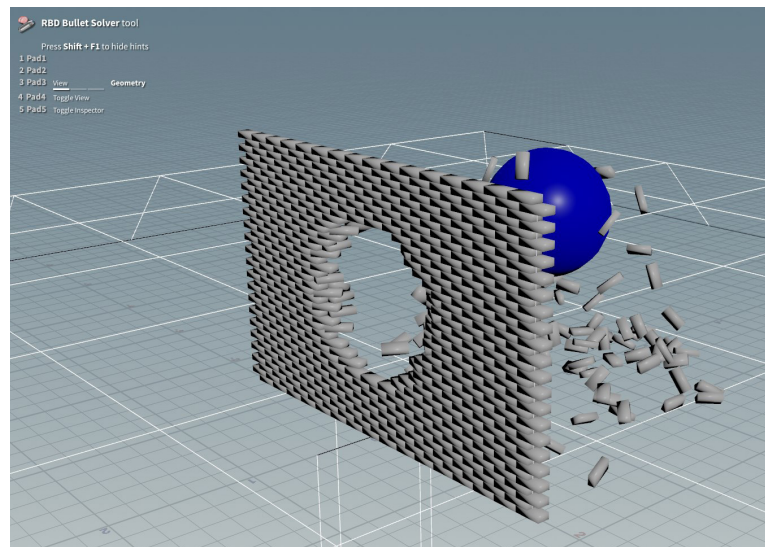 RBD Bullet Solver tool
Press Shift + F1 to hide hints
1 Pad1
2 Pad2
3 Pad3 View Geometry
4 Pad4 Toggle View
5 Pad5 Toggle Inspector